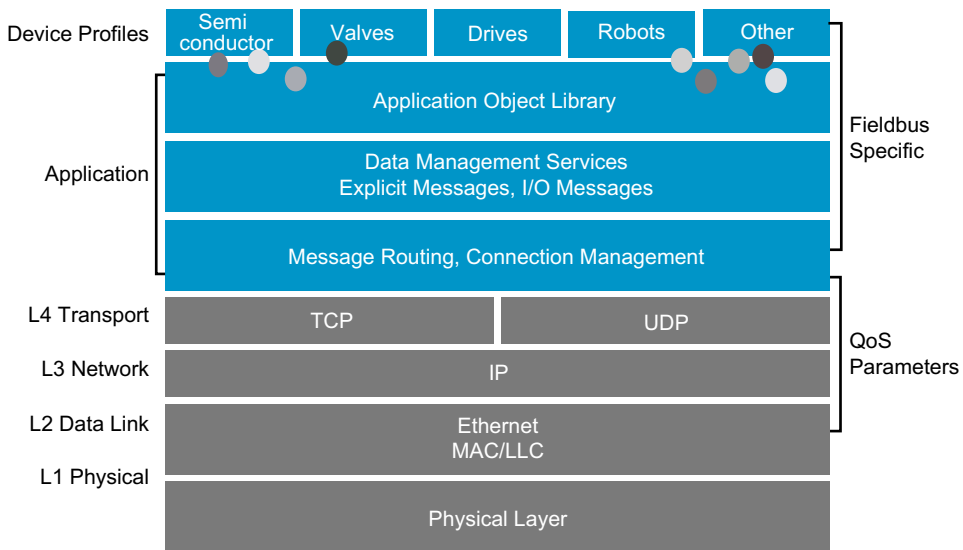 Device Profiles
Semi
conductor
Valves
Drives
Robots
Other
Application Object Library
Fieldbus
Specific
Application
Data Management Services
Explicit Messages, I/O Messages
Message Routing, Connection Management
L4 Transport
TCP
UDP
QoS
Parameters
L3 Network
IP
L2 Data Link
Ethernet
MAC/LLC
L1 Physical
Physical Layer